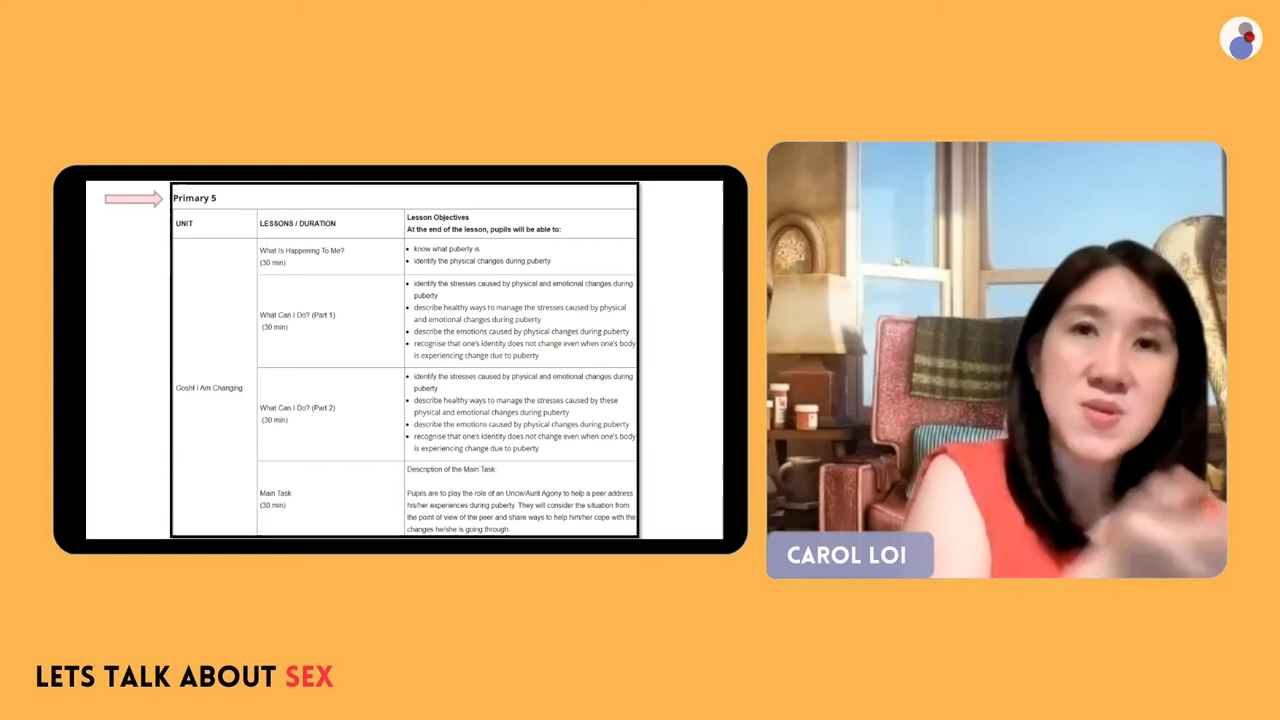 Primary 5
UNIT
LESSONS / DURATION
Lesson Objectives
At the end of the lesson, pupils will be able to:
Gosh! I Am Changing
What Is Happening To Me?
(30 min)
know what puberty is
identify the physical changes during puberty
What Can I Do? (Part 1)
(30 min)
identify the stresses caused by physical and emotional changes during
puberty
describe healthy ways to manage the stresses caused by physical
and emotional changes during puberty
describe the emotions caused by physical changes during puberty
recognise that one's identity does not change even when one's body
is experiencing change due to puberty
What Can I Do? (Part 2)
(30 min)
identify the stresses caused by physical and emotional changes during
puberty
describe healthy ways to manage the stresses caused by these
physical and emotional changes during puberty
describe the emotions caused by physical changes during puberty
recognise that one's identity does not change even when one's body
is experiencing change due to puberty
Main Task
(30 min)
Description of the Main Task:
Pupils are to play the role of an Uncle/Aunt Agony to help a peer address
his/her experiences during puberty. They will consider the situation from
the point of view of the peer and share ways to help him/her cope with the
changes he/she is going through.
CAROL LOI
LETS TALK ABOUT SEX